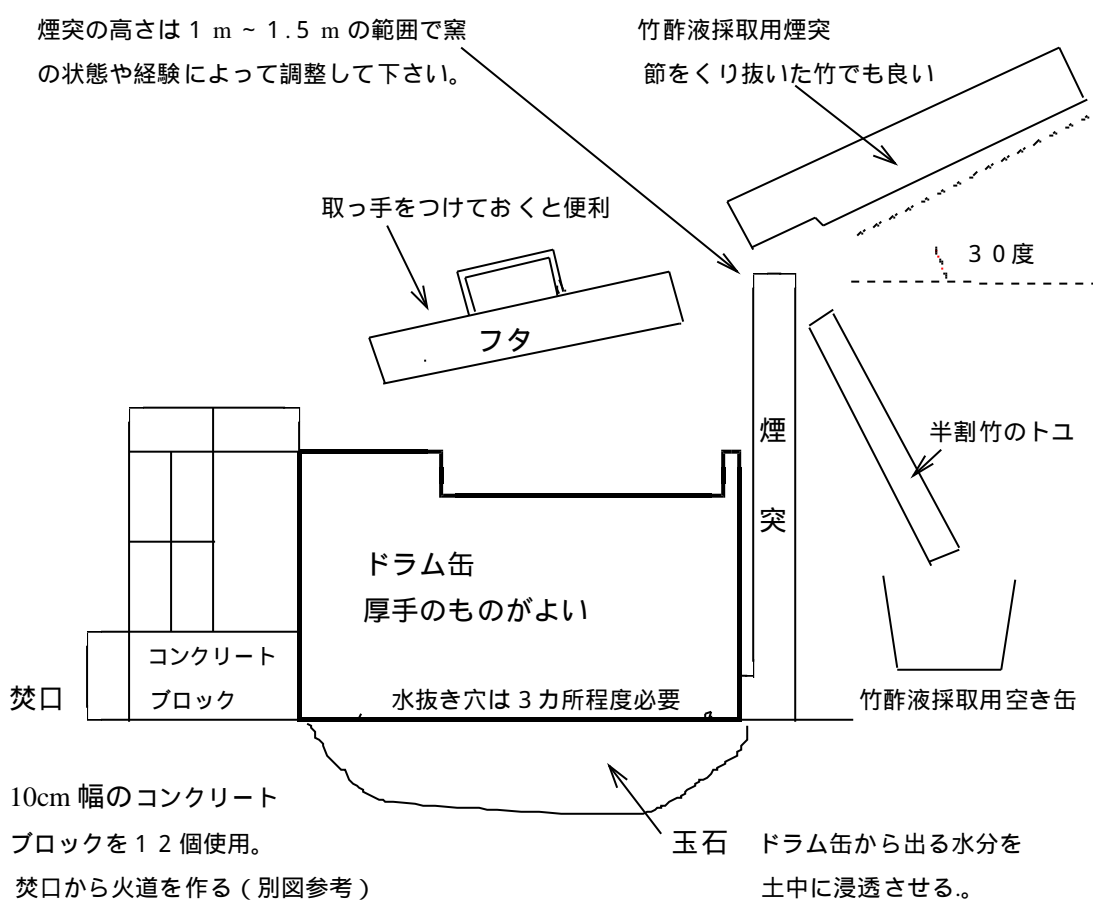 煙突の高さは１ｍ～１.５ｍの範囲で窯
の状態や経験によって調整して下さい。
竹酢液採取用煙突
節をくり抜いた竹でも良い
取っ手をつけておくと便利
３０度
フタ
煙突
半割竹のトユ
ドラム缶
厚手のものがよい
コンクリート
ブロック
焚口
水抜き穴は３カ所程度必要
竹酢液採取用空き缶
10cm 幅のコンクリート
ブロックを１２個使用。
焚口から火道を作る（別図参考）
玉石
ドラム缶から出る水分を
土中に浸透させる.。